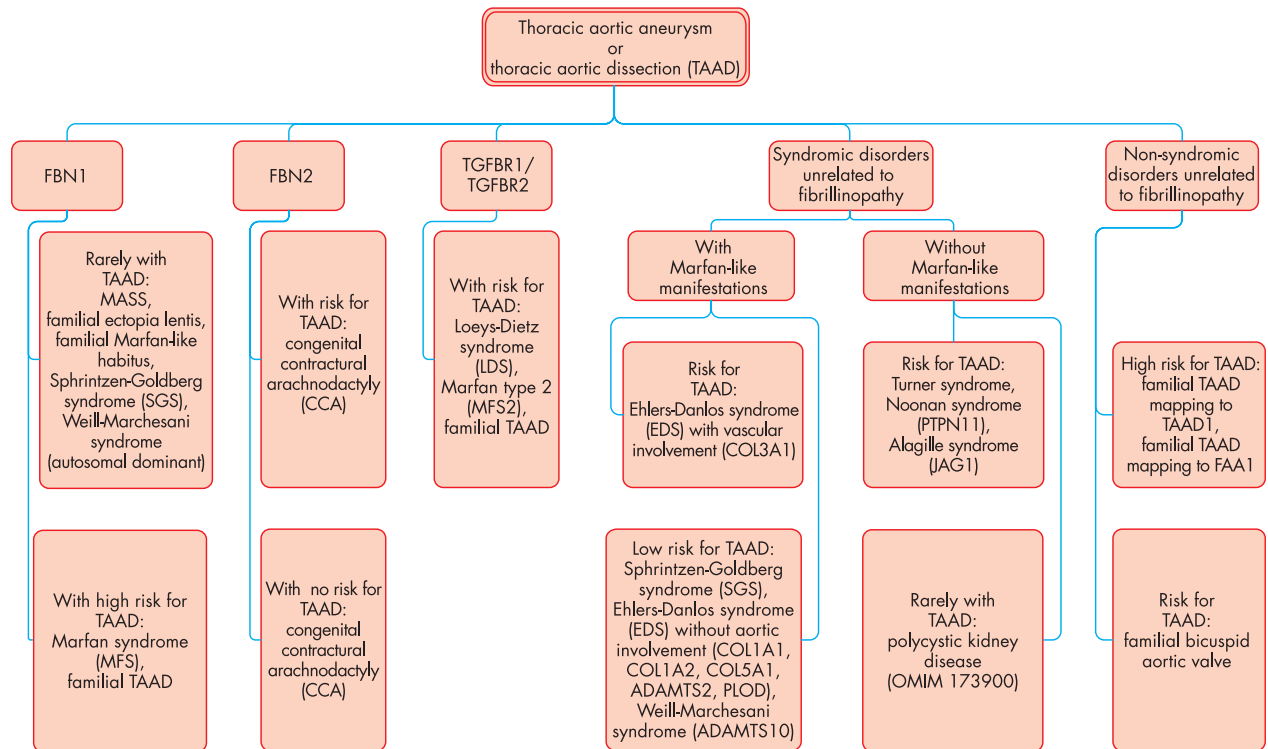 Thoracic aortic aneurysm
or
thoracic aortic dissection (TAAD)
FBN1
FBN2
TGFBR1/
TGFBR2
Syndromic disorders
unrelated to
fibrillinopathy
Non-syndromic
disorders unrelated
to fibrillinopathy
With
Marfan-like
manifestations
Without
Marfan-like
manifestations
Rarely with
TAAD:
MASS,
familial ectopia lentis,
familial Marfan-like
habitus,
Sphrintzen-Goldberg
syndrome (SGS),
Weill-Marchesani
syndrome
(autosomal dominant)
With risk for
TAAD:
congenital
contractural
arachnodactyly
(CCA)
With risk for
TAAD:
Loeys-Dietz
syndrome
(LDS),
Marfan type 2
(MFS2),
familial TAAD
Risk for
TAAD:
Ehlers-Danlos syndrome
(EDS) with vascular
involvement (COL3A1)
Risk for TAAD:
Turner syndrome,
Noonan syndrome
(PTPN11),
Alagille syndrome
(JAG1)
High risk for TAAD:
familial TAAD
mapping to
TAAD1,
familial TAAD
mapping to FAA1
With high risk for
TAAD:
Marfan syndrome
(MFS),
familial TAAD
With no risk for
TAAD:
congenital
contractural
arachnodactyly
(CCA)
Low risk for TAAD:
Sphrintzen-Goldberg
syndrome (SGS),
Ehlers-Danlos syndrome
(EDS) without aortic
involvement (COL1A1,
COL1A2, COL5A1,
ADAMTS2, PLOD),
Weill-Marchesani
syndrome (ADAMTS10)
Rarely with
TAAD:
polycystic kidney
disease
(OMIM 173900)
Risk for
TAAD:
familial bicuspid
aortic valve